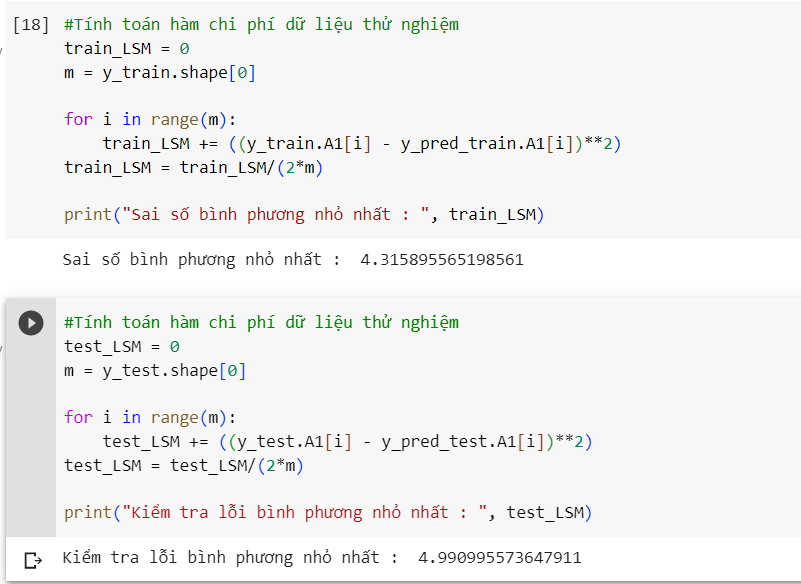 [18] #Tính toán hàm chi phí dữ liệu thử nghiệm
train_LSM = 0
m = y_train.shape[0]
for i in range(m):
train_LSM += ((y_train.A1[i] - y_pred_train.A1[i])**2)
train_LSM = train_LSM/(2*m)
print("Sai số bình phương nhỏ nhất : ", train_LSM)
Sai số bình phương nhỏ nhất :  4.315895565198561
#Tính toán hàm chi phí dữ liệu thử nghiệm
test_LSM = 0
m = y_test.shape[0]
for i in range(m):
test_LSM += ((y_test.A1[i] - y_pred_test.A1[i])**2)
test_LSM = test_LSM/(2*m)
print("Kiểm tra lỗi bình phương nhỏ nhất : ", test_LSM)
Kiểm tra lỗi bình phương nhỏ nhất :  4.990995573647911